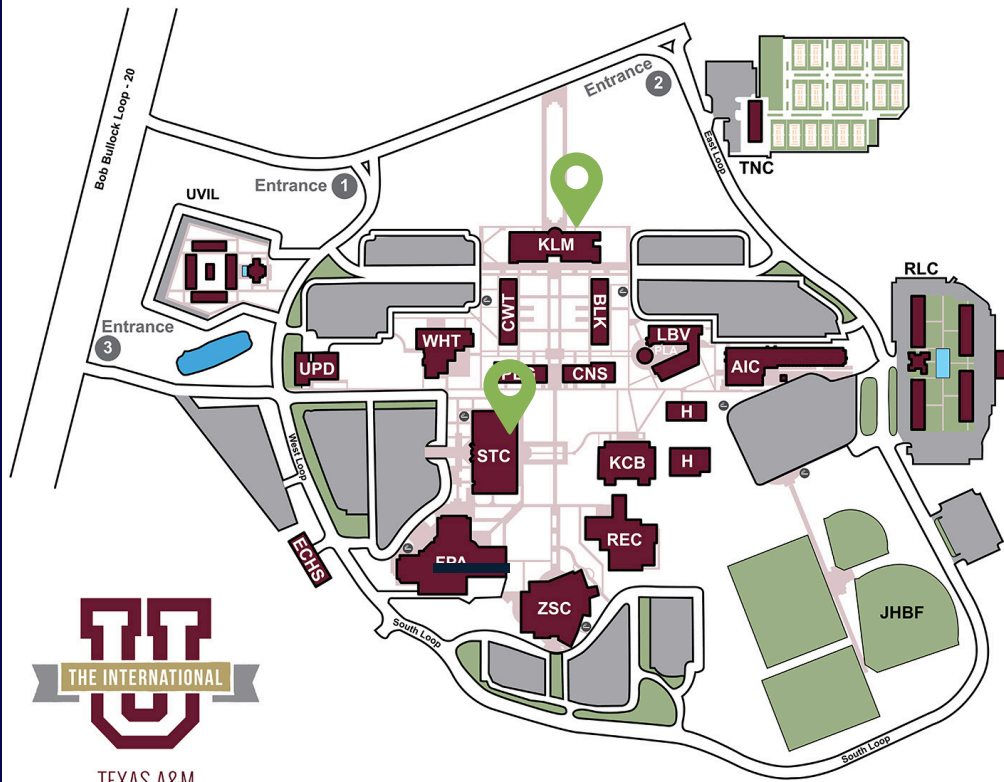 Entrance 2
Bob Bullock Loop - 20
East Loop
TNC
Entrance 1
UVIL
KLM
RLC
CWT
BLK
Entrance 3
WHT
LBV
PLA
UPD
AIC
CNS
H
STC
KCB
H
West Loop
REC
ECHS
ZSC
JHBF
South Loop
THE INTERNATIONAL
U
South Loop
TEXAS A&M